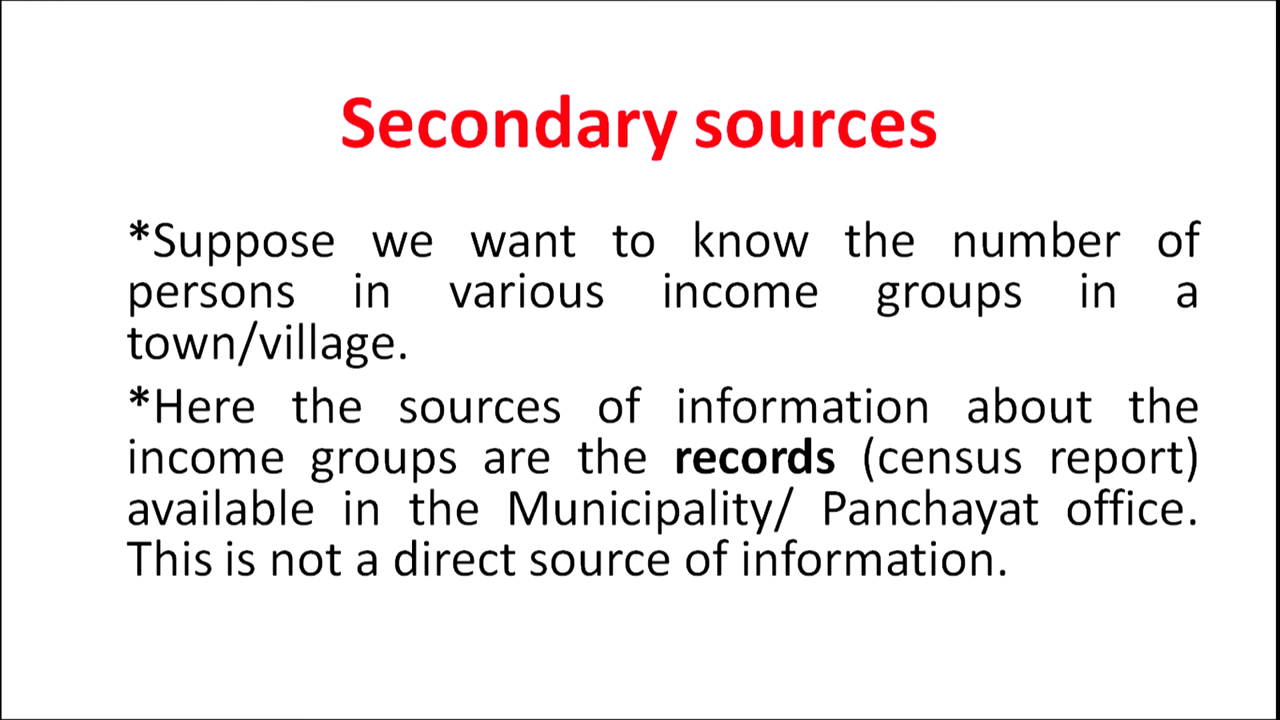 Secondary sources
*Suppose we want to know the number of
persons in various income groups in a
town/village.
*Here the sources of information about the
income groups are the records (census report)
available in the Municipality/ Panchayat office.
This is not a direct source of information.